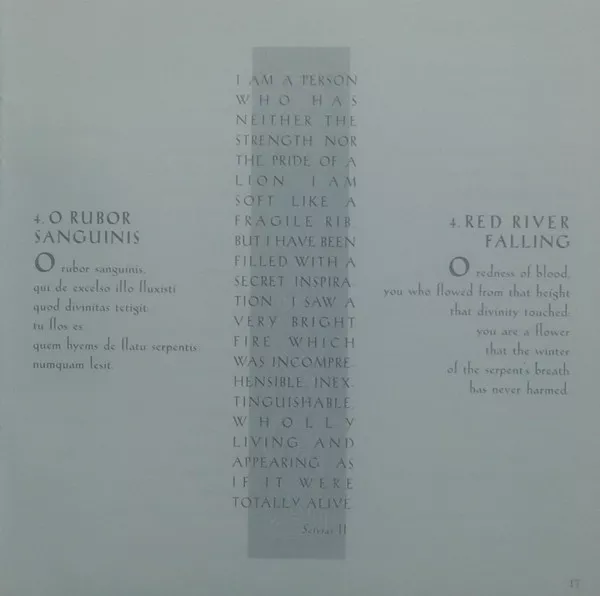 4. O RUBOR
SANGUINIS
O rubor sanguinis,
qui de excelso illo fluxisti
quod divinitas tetigit:
tu flos es
quem hyems de flatu serpentis
numquam lesit.
I AM A PERSON
WHO HAS
NEITHER THE
STRENGTH NOR
THE PRIDE OF A
LION. I AM
SOFT LIKE A
FRAGILE RIB,
BUT I HAVE BEEN
FILLED WITH A
SECRET INSPIRA-
TION. I SAW A
VERY BRIGHT
FIRE WHICH
WAS INCOMPRE-
HENSIBLE, INEX-
TINGUISHABLE,
WHOLLY
LIVING AND
APPEARING AS
IF IT WERE
TOTALLY ALIVE.
Scivias II
4. RED RIVER
FALLING
O redness of blood,
you who flowed from that height
that divinity touched:
you are a flower
that the winter
of the serpent's breath
has never harmed.
17